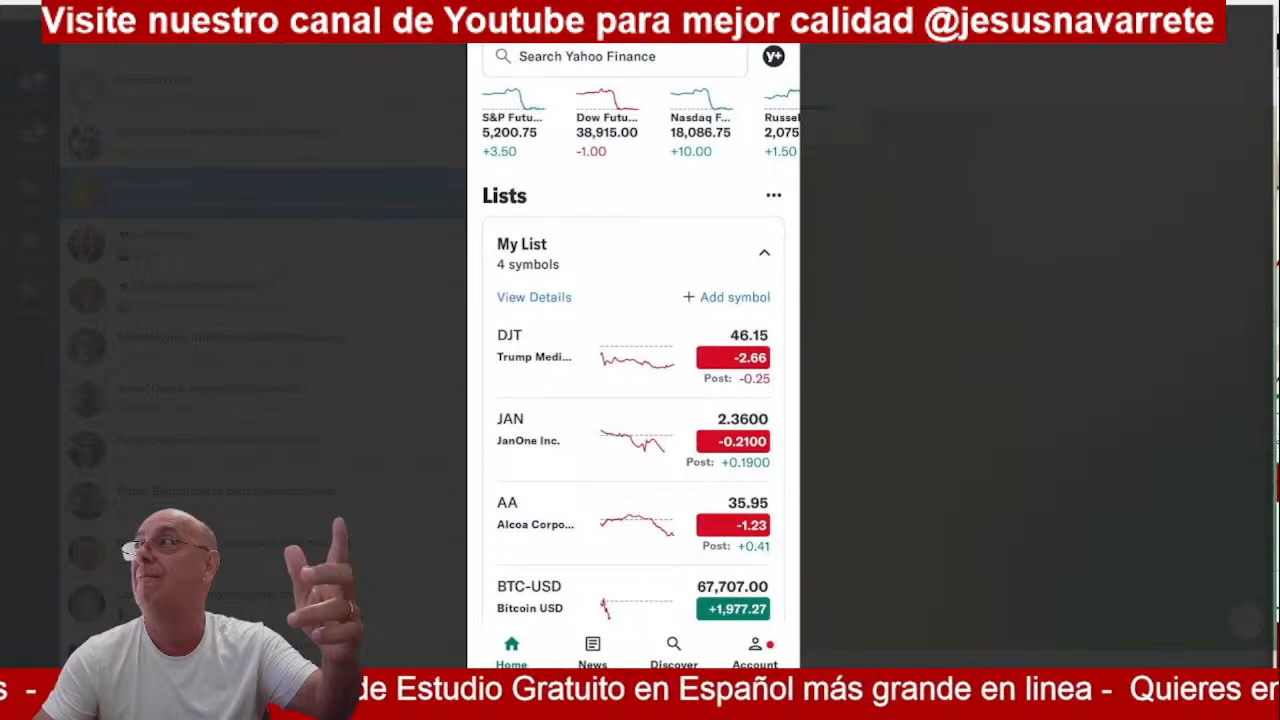 Visite nuestro canal de Youtube para mejor calidad @jesusnavarrete
Search Yahoo Finance
y+
S&P Futu...
5,200.75
+3.50
Dow Futu...
38,915.00
-1.00
Nasdaq F...
18,086.75
+10.00
Russel
2,075
+1.50
Lists
My List
4 symbols
View Details
+ Add symbol
DJT
46.15
Trump Medi...
-2.66
Post: -0.25
JAN
2.3600
JanOne Inc.
-0.2100
Post: +0.1900
AA
35.95
Alcoa Corpo...
-1.23
Post: +0.41
BTC-USD
67,707.00
Bitcoin USD
+1,977.27
Home
News
Discover
Account
s - de Estudio Gratuito en Español más grande en linea - Quieres er